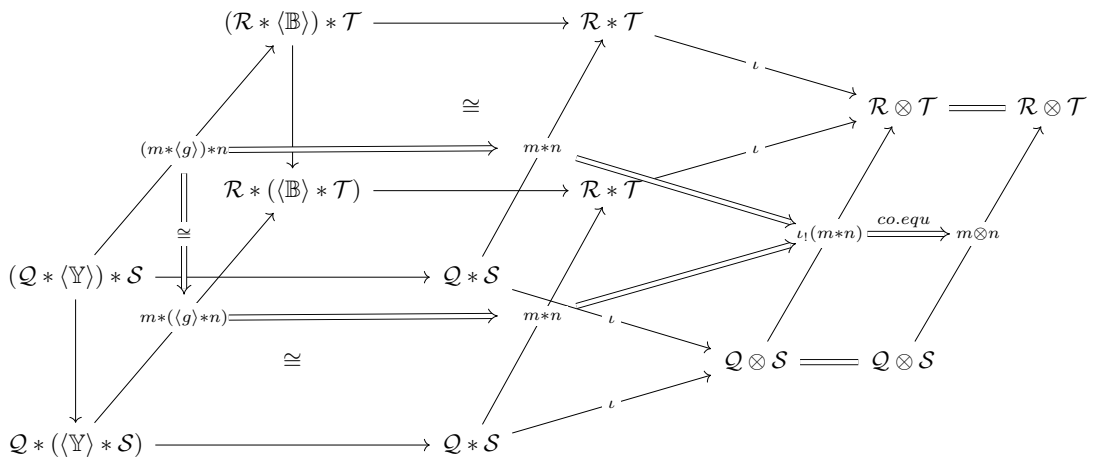 (ℛ ∗ ⟨𝔹⟩) ∗ 𝒯 ℛ ∗ 𝒯
ι
≅ ℛ ⊗ 𝒯 ℛ ⊗ 𝒯
(m∗⟨g⟩)∗n m∗n ι
ℛ ∗ (⟨𝔹⟩ ∗ 𝒯) ℛ ∗ 𝒯
co.equ
≅ ι!(m∗n) m⊗n
(𝒬 ∗ ⟨𝕐⟩) ∗ 𝒮 𝒬 ∗ 𝒮
m∗(⟨g⟩∗n) m∗n ι
≅ 𝒬 ⊗ 𝒮 𝒬 ⊗ 𝒮
ι
𝒬 ∗ (⟨𝕐⟩ ∗ 𝒮) 𝒬 ∗ 𝒮